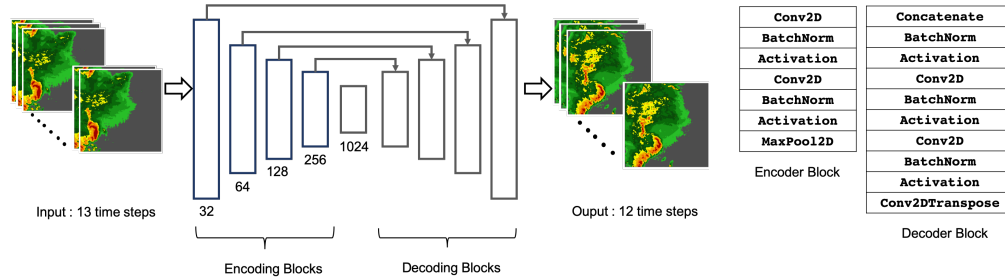 Input : 13 time steps
32
64
128
256
1024
Encoding Blocks
Decoding Blocks
Ouput : 12 time steps
Conv2D
BatchNorm
Activation
Conv2D
BatchNorm
Activation
MaxPool2D
Encoder Block
Concatenate
BatchNorm
Activation
Conv2D
BatchNorm
Activation
Conv2D
BatchNorm
Activation
Conv2DTranspose
Decoder Block